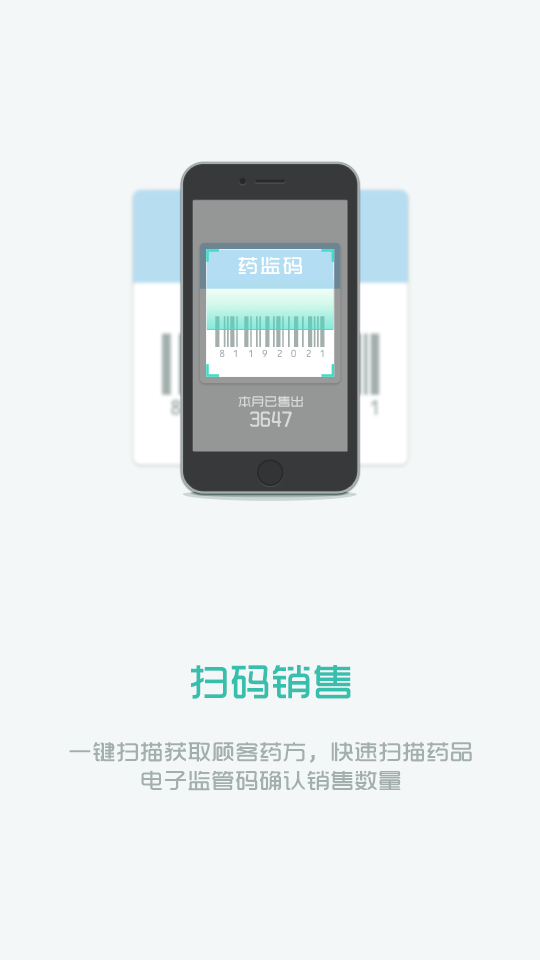 药监码
8 1 1 9 2 0 2 1
8 1
本月已售出
3647
扫码销售
一键扫描获取顾客药方，快速扫描药品
电子监管码确认销售数量